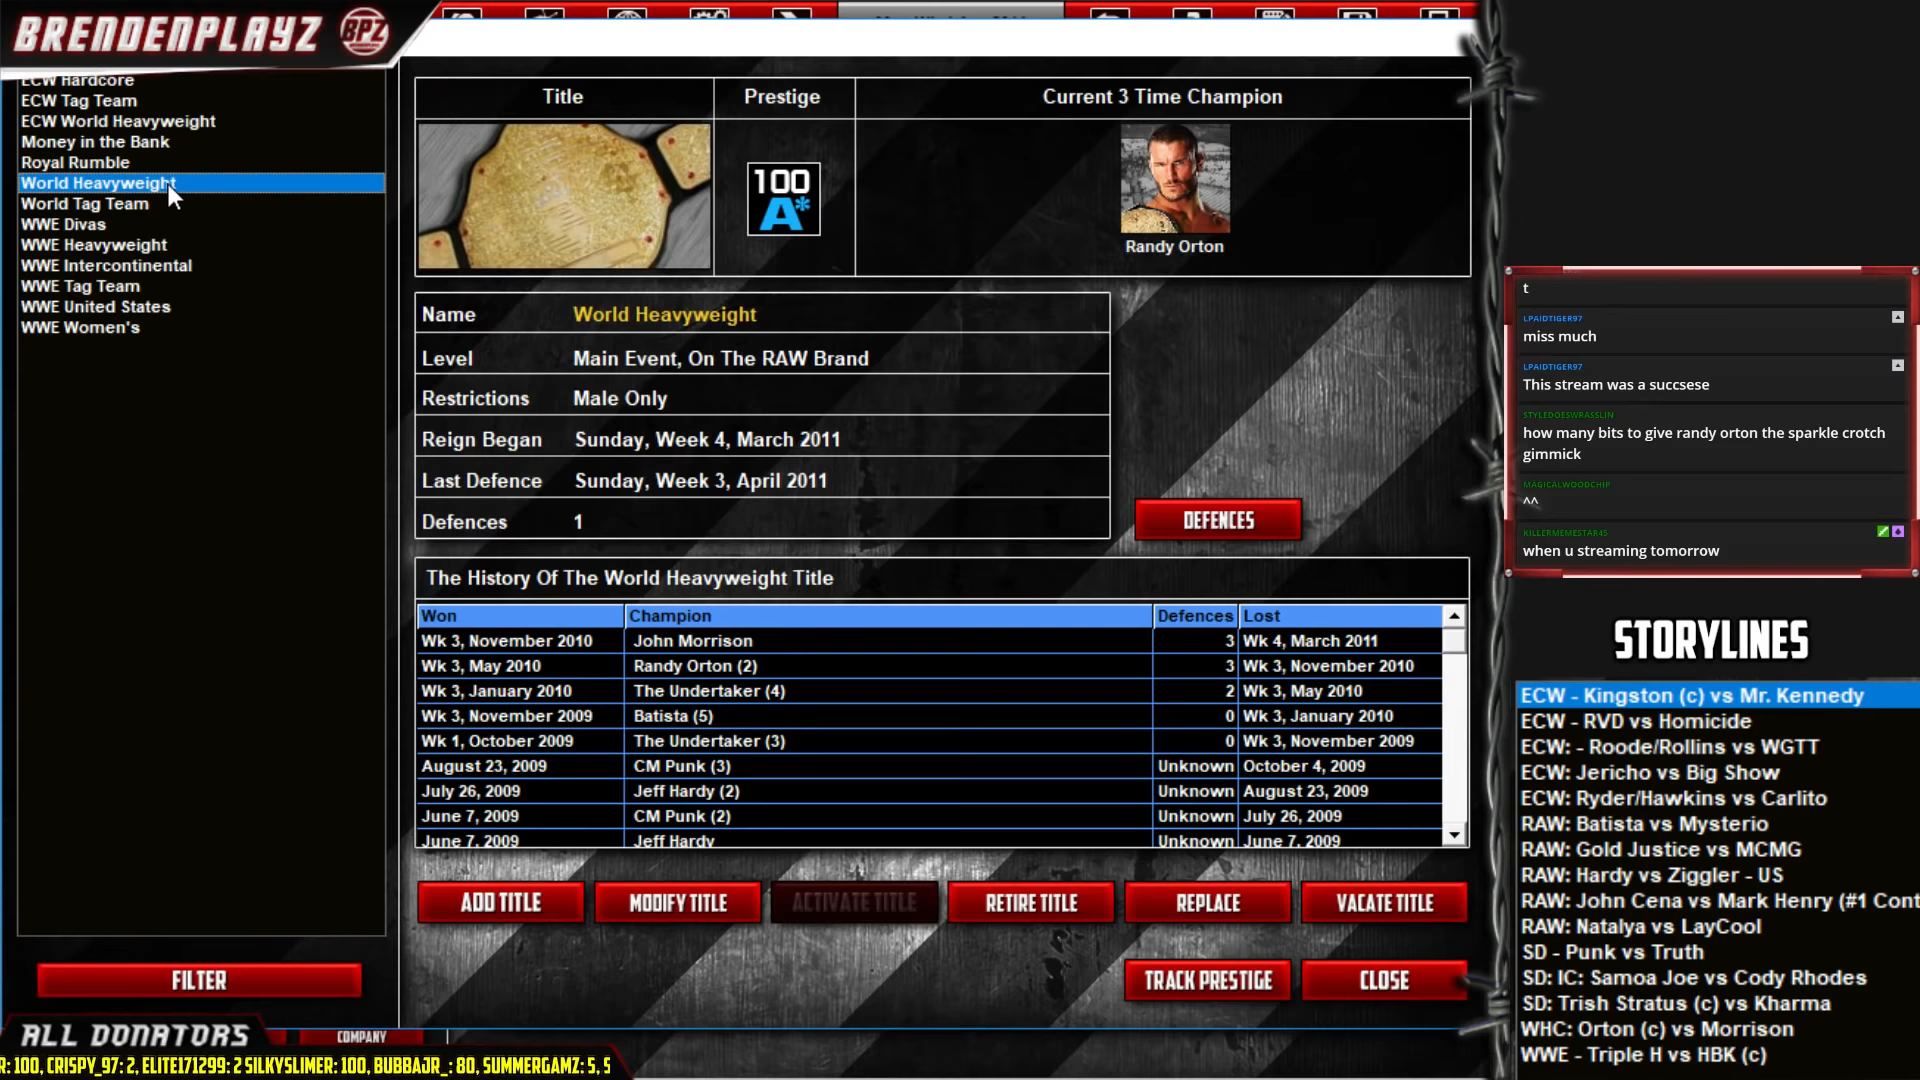 BRENDENPLAYZ
BPZ
ECW Hardcore
ECW Tag Team
ECW World Heavyweight
Money in the Bank
Royal Rumble
World Heavyweight
World Tag Team
WWE Divas
WWE Heavyweight
WWE Intercontinental
WWE Tag Team
WWE United States
WWE Women's
FILTER
Title
Prestige
Current 3 Time Champion
100
A*
Randy Orton
Name World Heavyweight
Level Main Event, On The RAW Brand
Restrictions Male Only
Reign Began Sunday, Week 4, March 2011
Last Defence Sunday, Week 3, April 2011
Defences 1
DEFENCES
The History Of The World Heavyweight Title
Won Champion Defences Lost
Wk 3, November 2010 John Morrison 3 Wk 4, March 2011
Wk 3, May 2010 Randy Orton (2) 3 Wk 3, November 2010
Wk 3, January 2010 The Undertaker (4) 2 Wk 3, May 2010
Wk 3, November 2009 Batista (5) 0 Wk 3, January 2010
Wk 1, October 2009 The Undertaker (3) 0 Wk 3, November 2009
August 23, 2009 CM Punk (3) Unknown October 4, 2009
July 26, 2009 Jeff Hardy (2) Unknown August 23, 2009
June 7, 2009 CM Punk (2) Unknown July 26, 2009
June 7, 2009 Jeff Hardy Unknown June 7, 2009
ADD TITLE
MODIFY TITLE
ACTIVATE TITLE
RETIRE TITLE
REPLACE
VACATE TITLE
TRACK PRESTIGE
CLOSE
t
LPAIDTIGER97
miss much
LPAIDTIGER97
This stream was a succsese
STYLEDOESWRASSLIN
how many bits to give randy orton the sparkle crotch
gimmick
MAGICALWOODCHIP
^^
KILLERMEMESTAR45
when u streaming tomorrow
STORYLINES
ECW - Kingston (c) vs Mr. Kennedy
ECW - RVD vs Homicide
ECW: - Roode/Rollins vs WGTT
ECW: Jericho vs Big Show
ECW: Ryder/Hawkins vs Carlito
RAW: Batista vs Mysterio
RAW: Gold Justice vs MCMG
RAW: Hardy vs Ziggler - US
RAW: John Cena vs Mark Henry (#1 Cont
RAW: Natalya vs LayCool
SD - Punk vs Truth
SD: IC: Samoa Joe vs Cody Rhodes
SD: Trish Stratus (c) vs Kharma
WHC: Orton (c) vs Morrison
WWE - Triple H vs HBK (c)
ALL DONATORS
COMPANY
R: 100, CRISPY_97: 2, ELITE171299: 2 SILKYSLIMER: 100, BUBBAJR_: 80, SUMMERGAMZ: 5, S